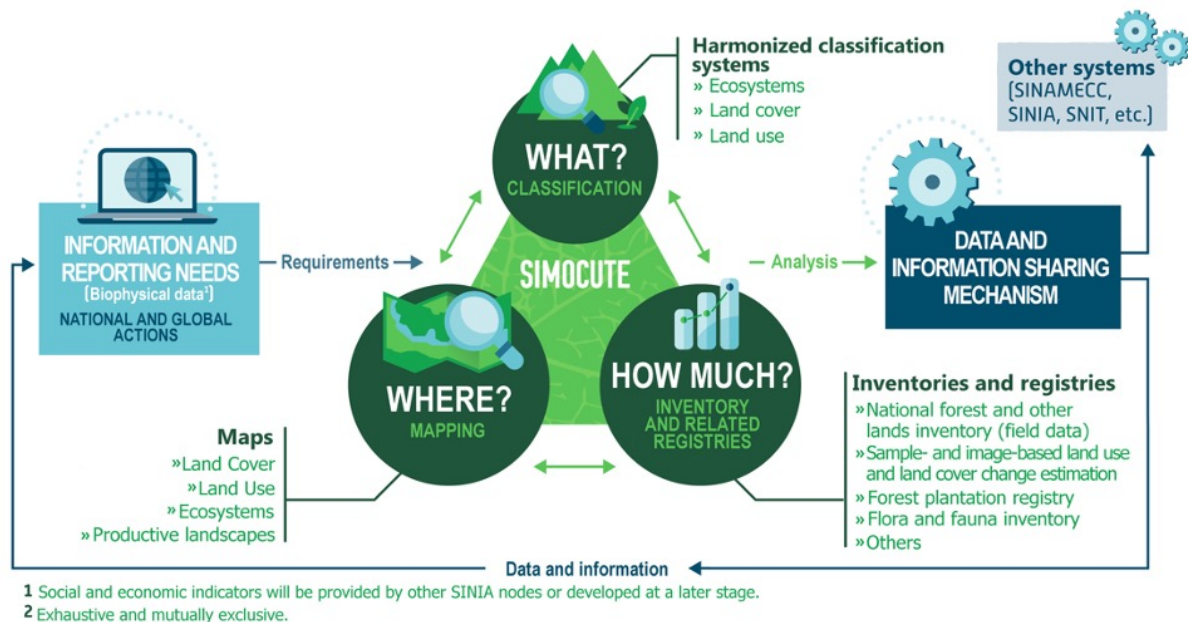 Harmonized classification
systems
» Ecosystems
» Land cover
» Land use
Other systems
[SINAMECC,
SINIA, SNIT, etc.]
WHAT?
CLASSIFICATION
INFORMATION AND
REPORTING NEEDS
(Biophysical data¹)
NATIONAL AND GLOBAL
ACTIONS
Requirements
SIMOCUTE
Analysis
DATA AND
INFORMATION SHARING
MECHANISM
WHERE?
MAPPING
HOW MUCH?
INVENTORY
AND RELATED
REGISTRIES
Maps
»Land Cover
»Land Use
»Ecosystems
»Productive landscapes
Inventories and registries
»National forest and other
lands inventory (field data)
»Sample- and image-based land use
and land cover change estimation
»Forest plantation registry
»Flora and fauna inventory
»Others
Data and information
1 Social and economic indicators will be provided by other SINIA nodes or developed at a later stage.
2 Exhaustive and mutually exclusive.